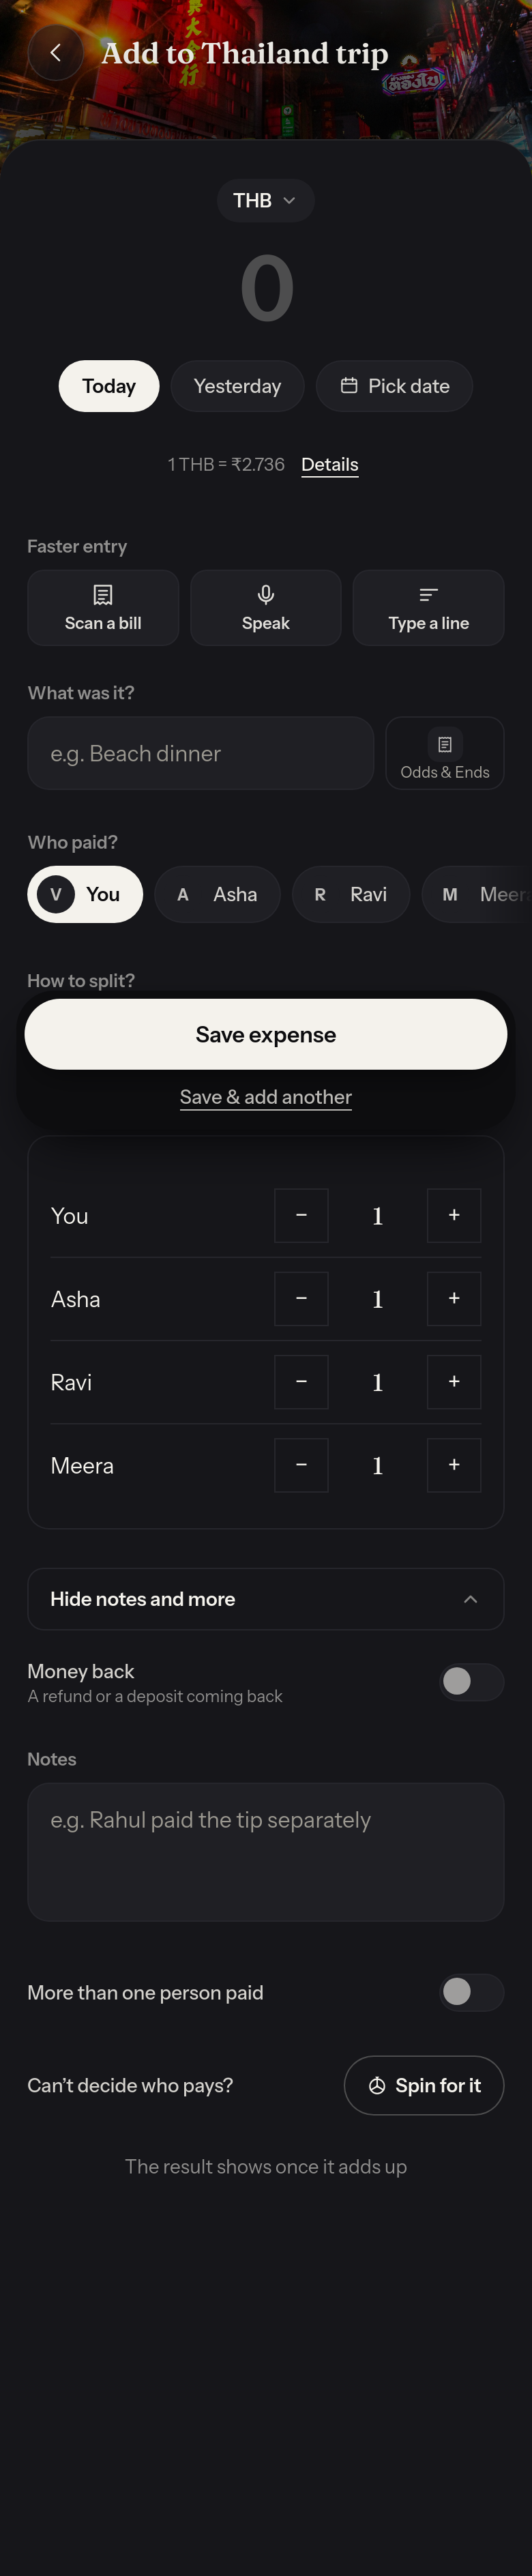 Add to Thailand trip
THB
0
Today
Yesterday
Pick date
1 THB = ₹2.736 Details
Faster entry
Scan a bill
Speak
Type a line
What was it?
e.g. Beach dinner
Odds & Ends
Who paid?
V You
A Asha
R Ravi
M Meera
How to split?
Save expense
Save & add another
You − 1 +
Asha − 1 +
Ravi − 1 +
Meera − 1 +
Hide notes and more
Money back
A refund or a deposit coming back
Notes
e.g. Rahul paid the tip separately
More than one person paid
Can’t decide who pays?
Spin for it
The result shows once it adds up